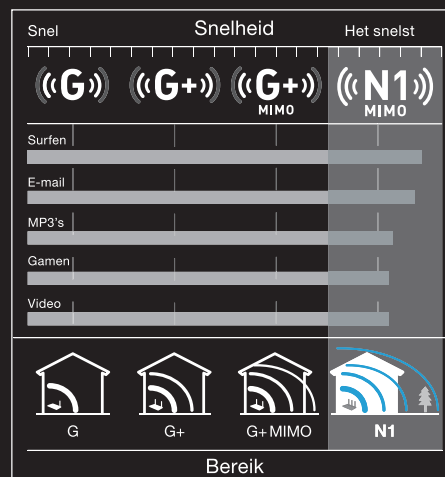 Snel Snelheid Het snelst
((G)) ((G+)) ((G+)) ((N1))
MIMO MIMO
Surfen
E-mail
MP3's
Gamen
Video
G G+ G+MIMO N1
Bereik